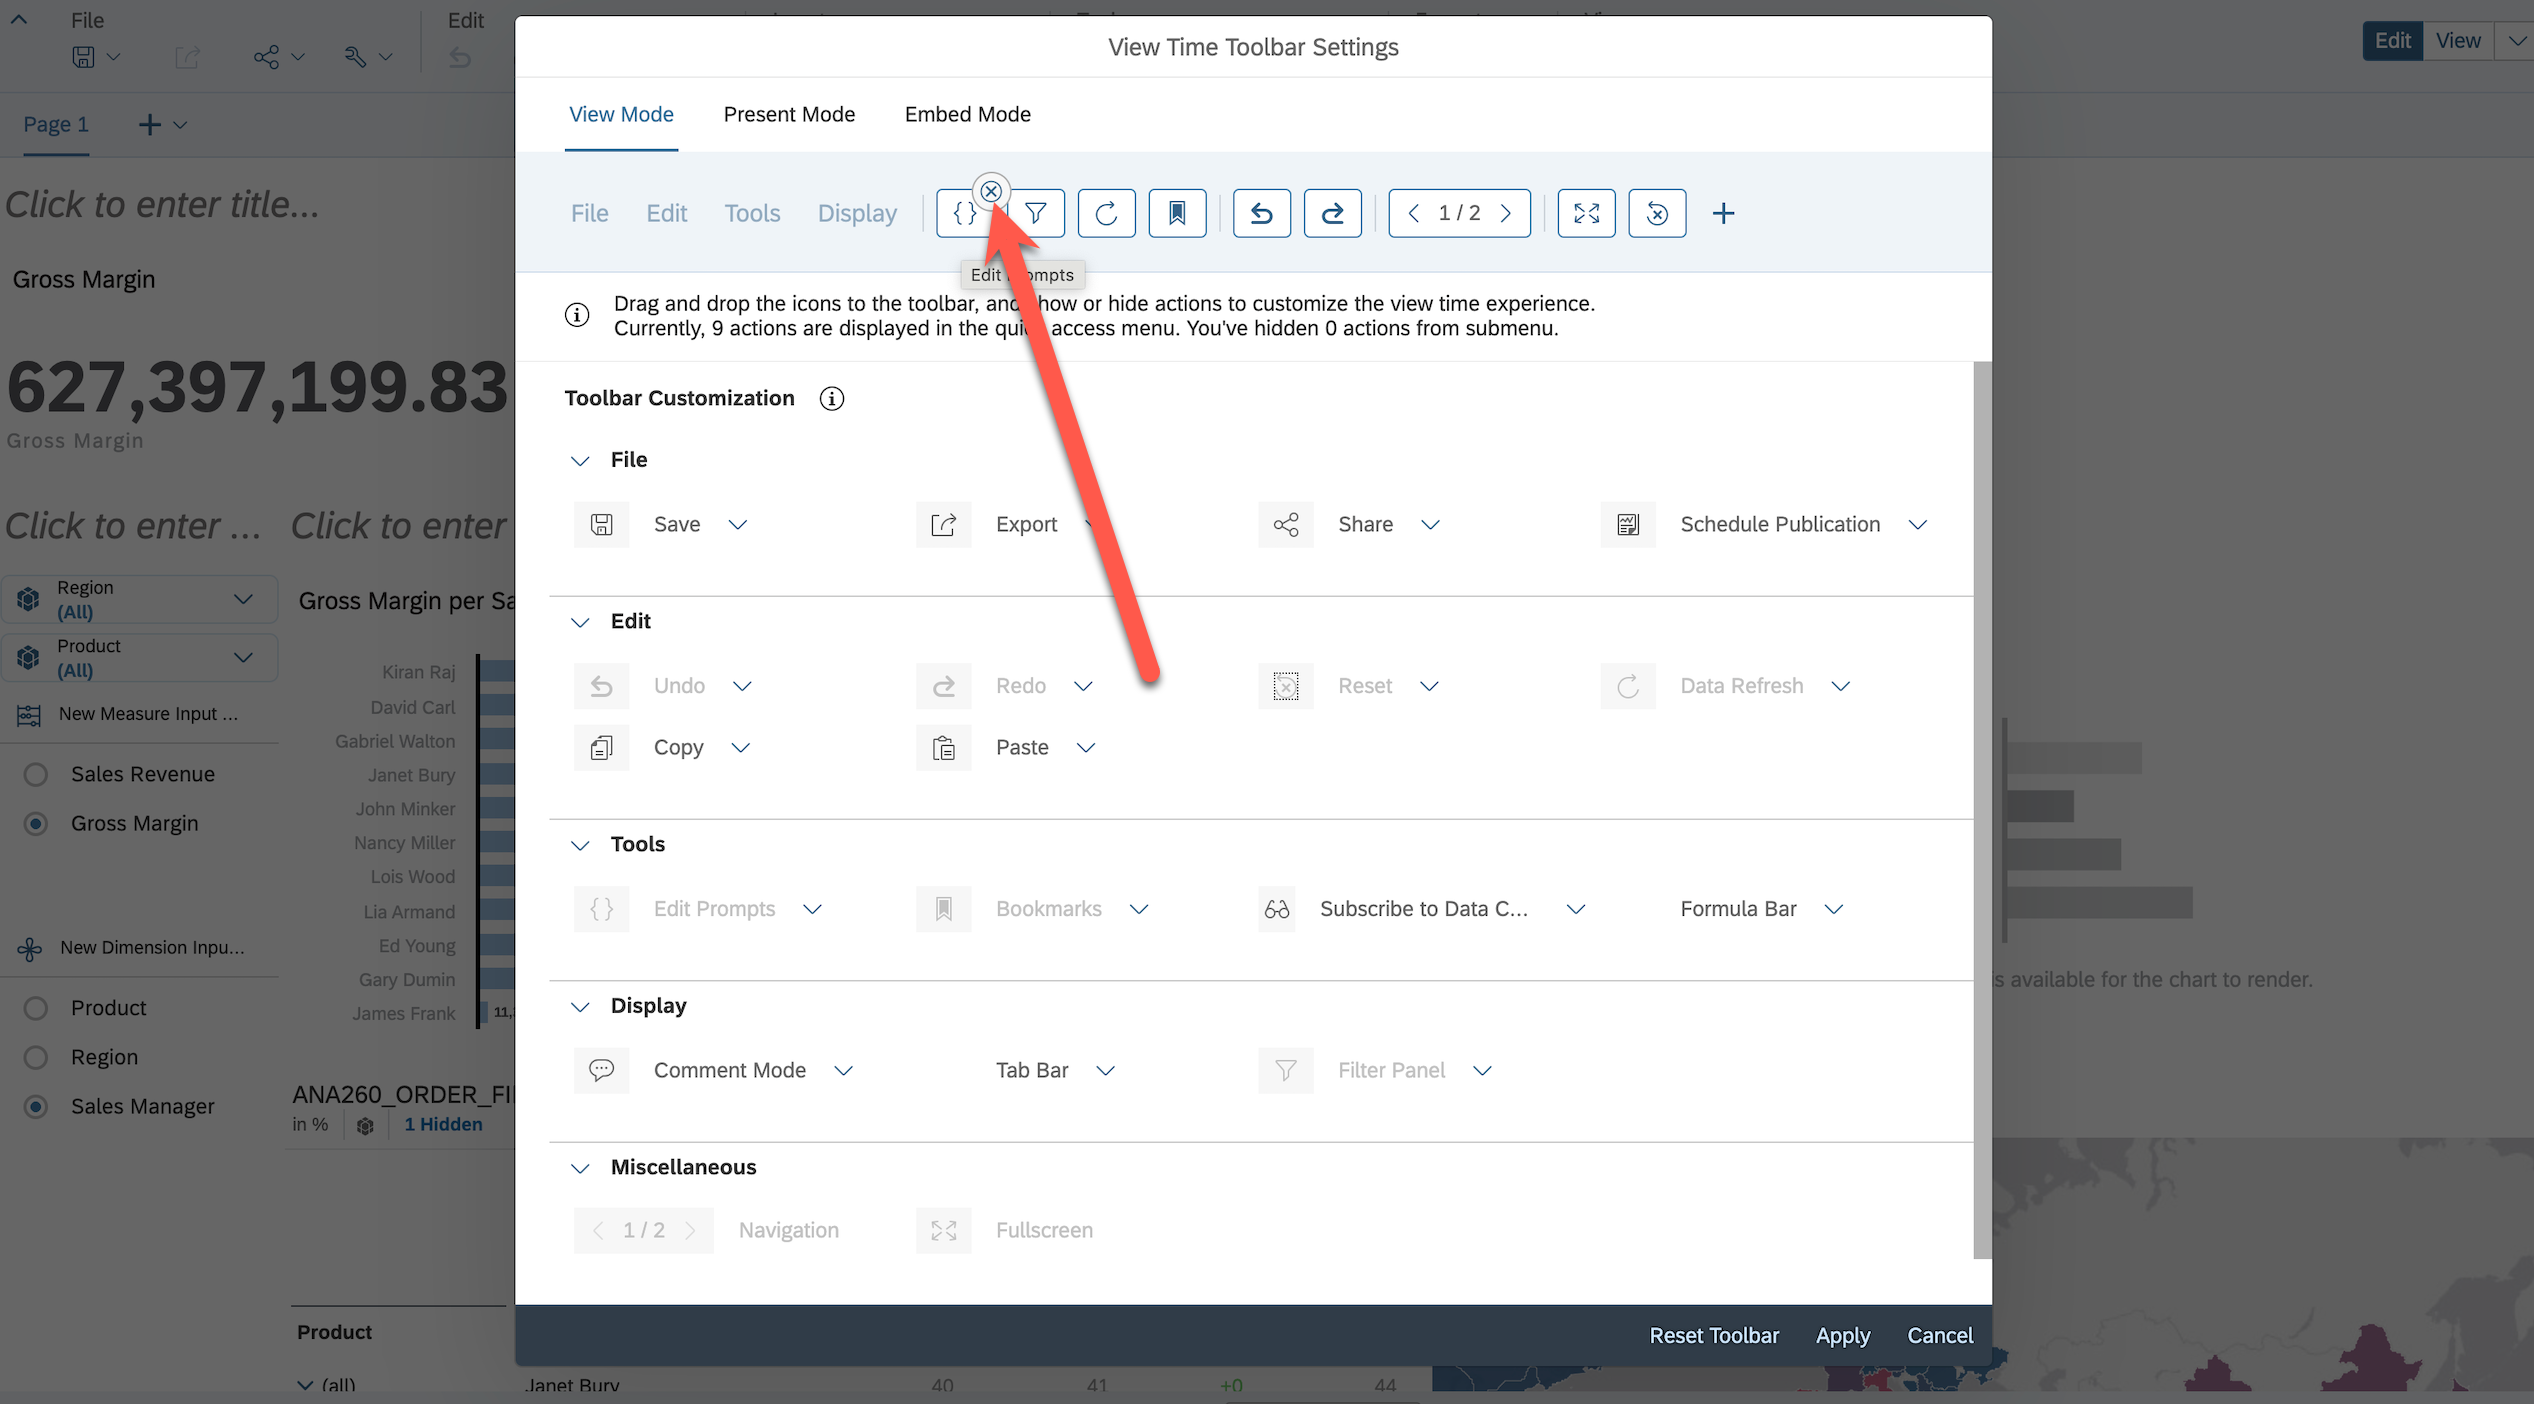 File
Edit
Edit
View
Page 1
Click to enter title...
Gross Margin
627,397,199.83
Gross Margin
Click to enter ...
Click to enter
Region
(All)
Product
(All)
New Measure Input ...
Sales Revenue
Gross Margin
New Dimension Inpu...
Product
Region
Sales Manager
Gross Margin per Sa
Kiran Raj
David Carl
Gabriel Walton
Janet Bury
John Minker
Nancy Miller
Lois Wood
Lia Armand
Ed Young
Gary Dumin
James Frank
11,
ANA260_ORDER_FI
in %
1 Hidden
Product
(all)
Janet Bury
40
41
+0
44
View Time Toolbar Settings
View Mode
Present Mode
Embed Mode
File
Edit
Tools
Display
1 / 2
Edit Prompts
Drag and drop the icons to the toolbar, and show or hide actions to customize the view time experience.
Currently, 9 actions are displayed in the quick access menu. You've hidden 0 actions from submenu.
Toolbar Customization
File
Save
Export
Share
Schedule Publication
Edit
Undo
Redo
Reset
Data Refresh
Copy
Paste
Tools
Edit Prompts
Bookmarks
Subscribe to Data C...
Formula Bar
Display
Comment Mode
Tab Bar
Filter Panel
Miscellaneous
1 / 2
Navigation
Fullscreen
Reset Toolbar
Apply
Cancel
s available for the chart to render.